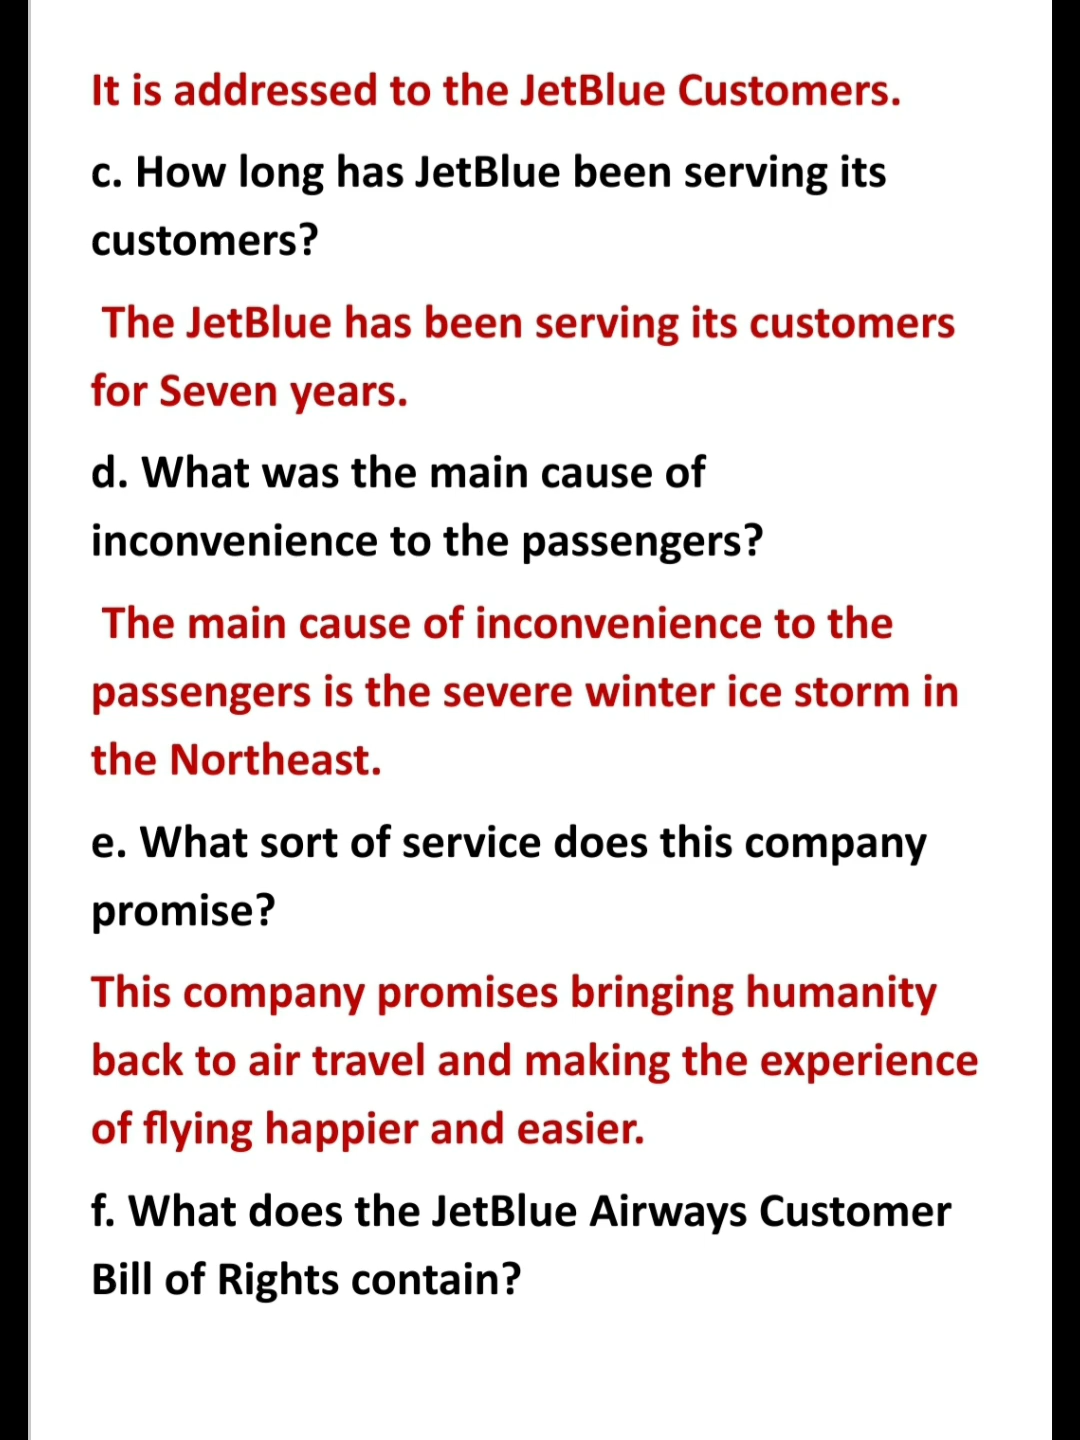 It is addressed to the JetBlue Customers.
c. How long has JetBlue been serving its
customers?
The JetBlue has been serving its customers
for Seven years.
d. What was the main cause of
inconvenience to the passengers?
The main cause of inconvenience to the
passengers is the severe winter ice storm in
the Northeast.
e. What sort of service does this company
promise?
This company promises bringing humanity
back to air travel and making the experience
of flying happier and easier.
f. What does the JetBlue Airways Customer
Bill of Rights contain?